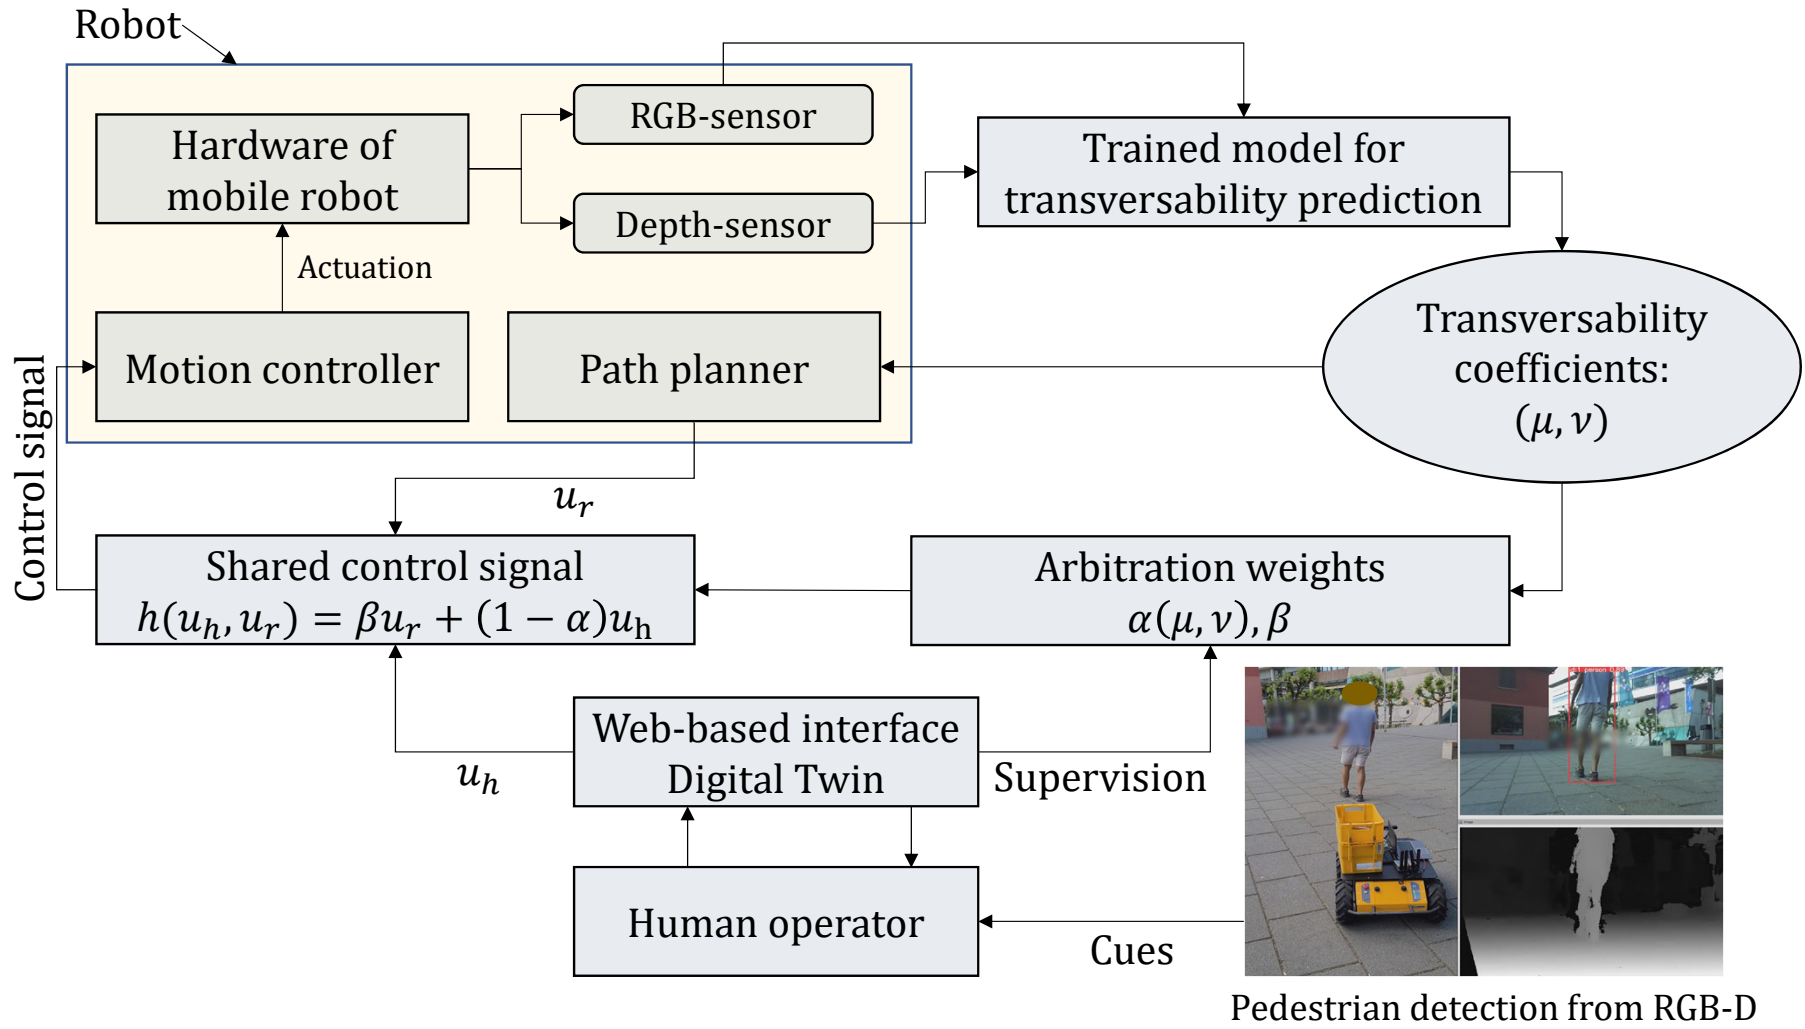 Robot
RGB-sensor
Hardware of
mobile robot
Trained model for
transversability prediction
Depth-sensor
Actuation
Motion controller
Path planner
Transversability
coefficients:
(μ, ν)
Control signal
u_r
Shared control signal
h(u_h, u_r) = βu_r + (1 − α)u_h
Arbitration weights
α(μ, ν), β
Web-based interface
Digital Twin
u_h
Supervision
Human operator
Cues
Pedestrian detection from RGB-D